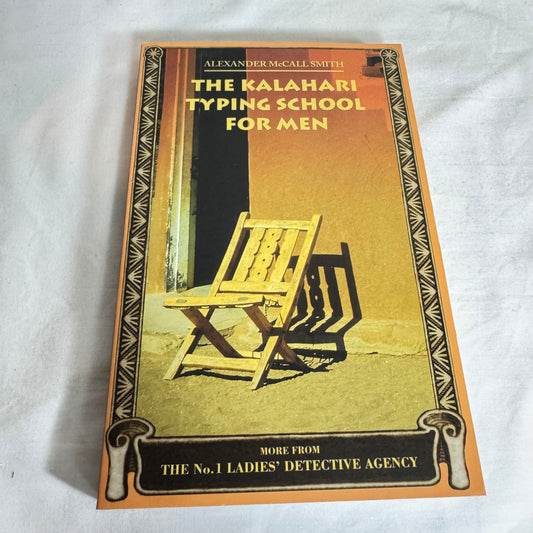 ALEXANDER McCALL SMITH
THE KALAHARI
TYPING SCHOOL
FOR MEN
MORE FROM
THE No.1 LADIES' DETECTIVE AGENCY